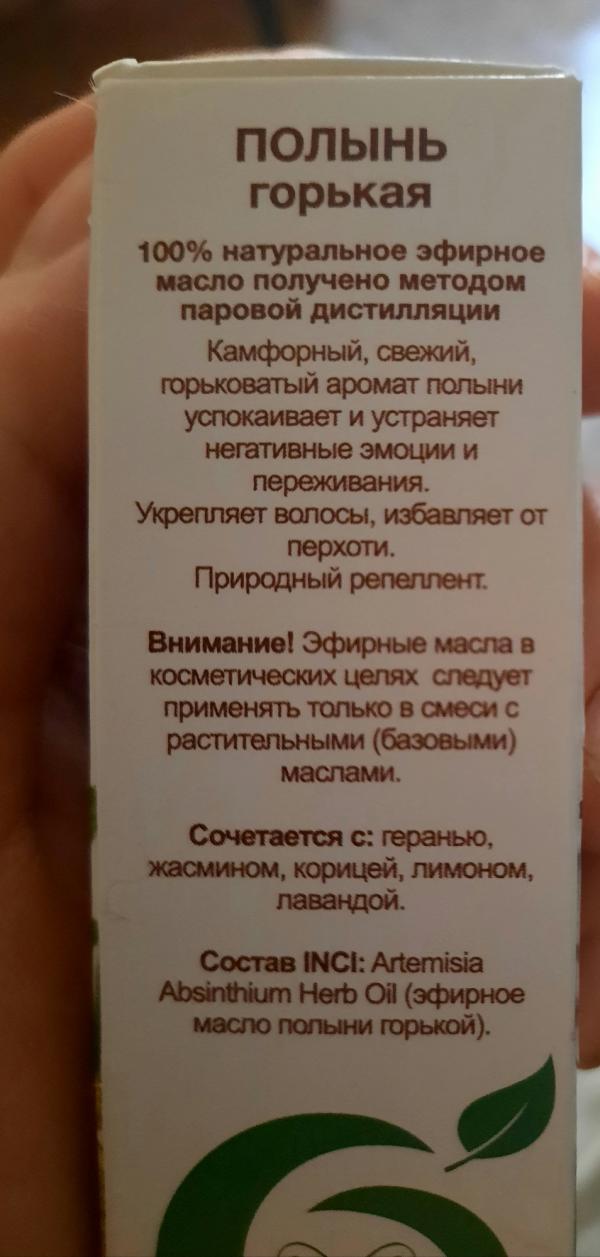 ПОЛЫНЬ
горькая
100% натуральное эфирное
масло получено методом
паровой дистилляции
Камфорный, свежий,
горьковатый аромат полыни
успокаивает и устраняет
негативные эмоции и
переживания.
Укрепляет волосы, избавляет от
перхоти.
Природный репеллент.
Внимание! Эфирные масла в
косметических целях следует
применять только в смеси с
растительными (базовыми)
маслами.
Сочетается с: геранью,
жасмином, корицей, лимоном,
лавандой.
Состав INCI: Artemisia
Absinthium Herb Oil (эфирное
масло полыни горькой).